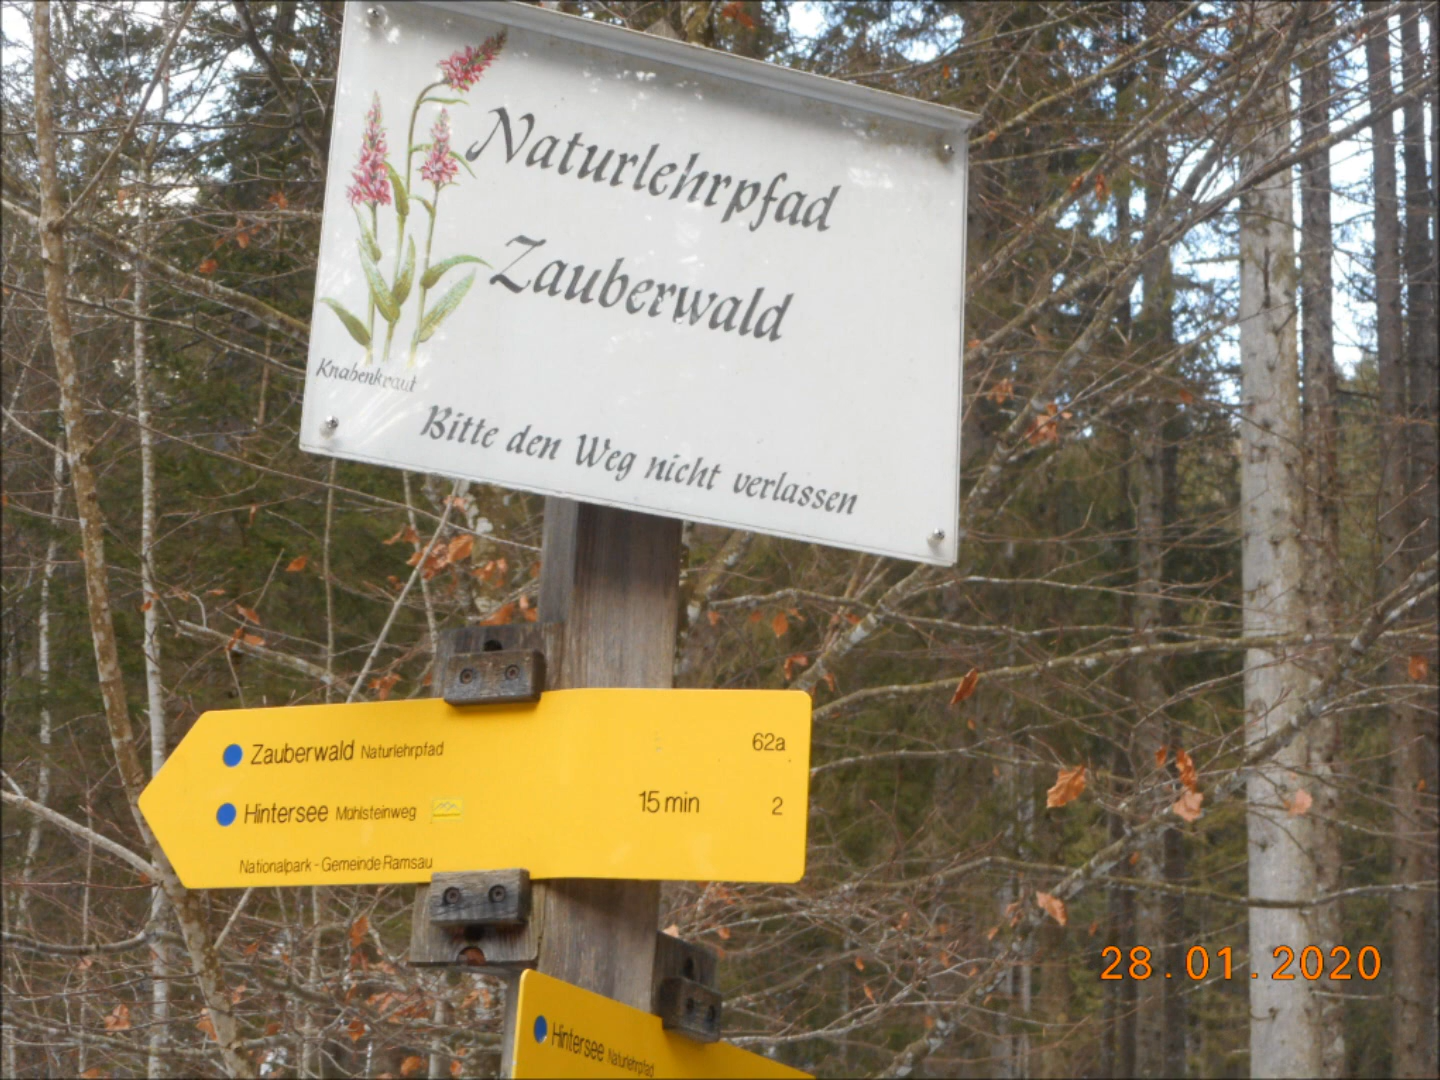 Naturlehrpfad
Zauberwald
Knabenkraut
Bitte den Weg nicht verlassen
Zauberwald Naturlehrpfad 62a
Hintersee Mühlsteinweg 15 min 2
Nationalpark - Gemeinde Ramsau
Hintersee Naturlehrpfad
28.01.2020